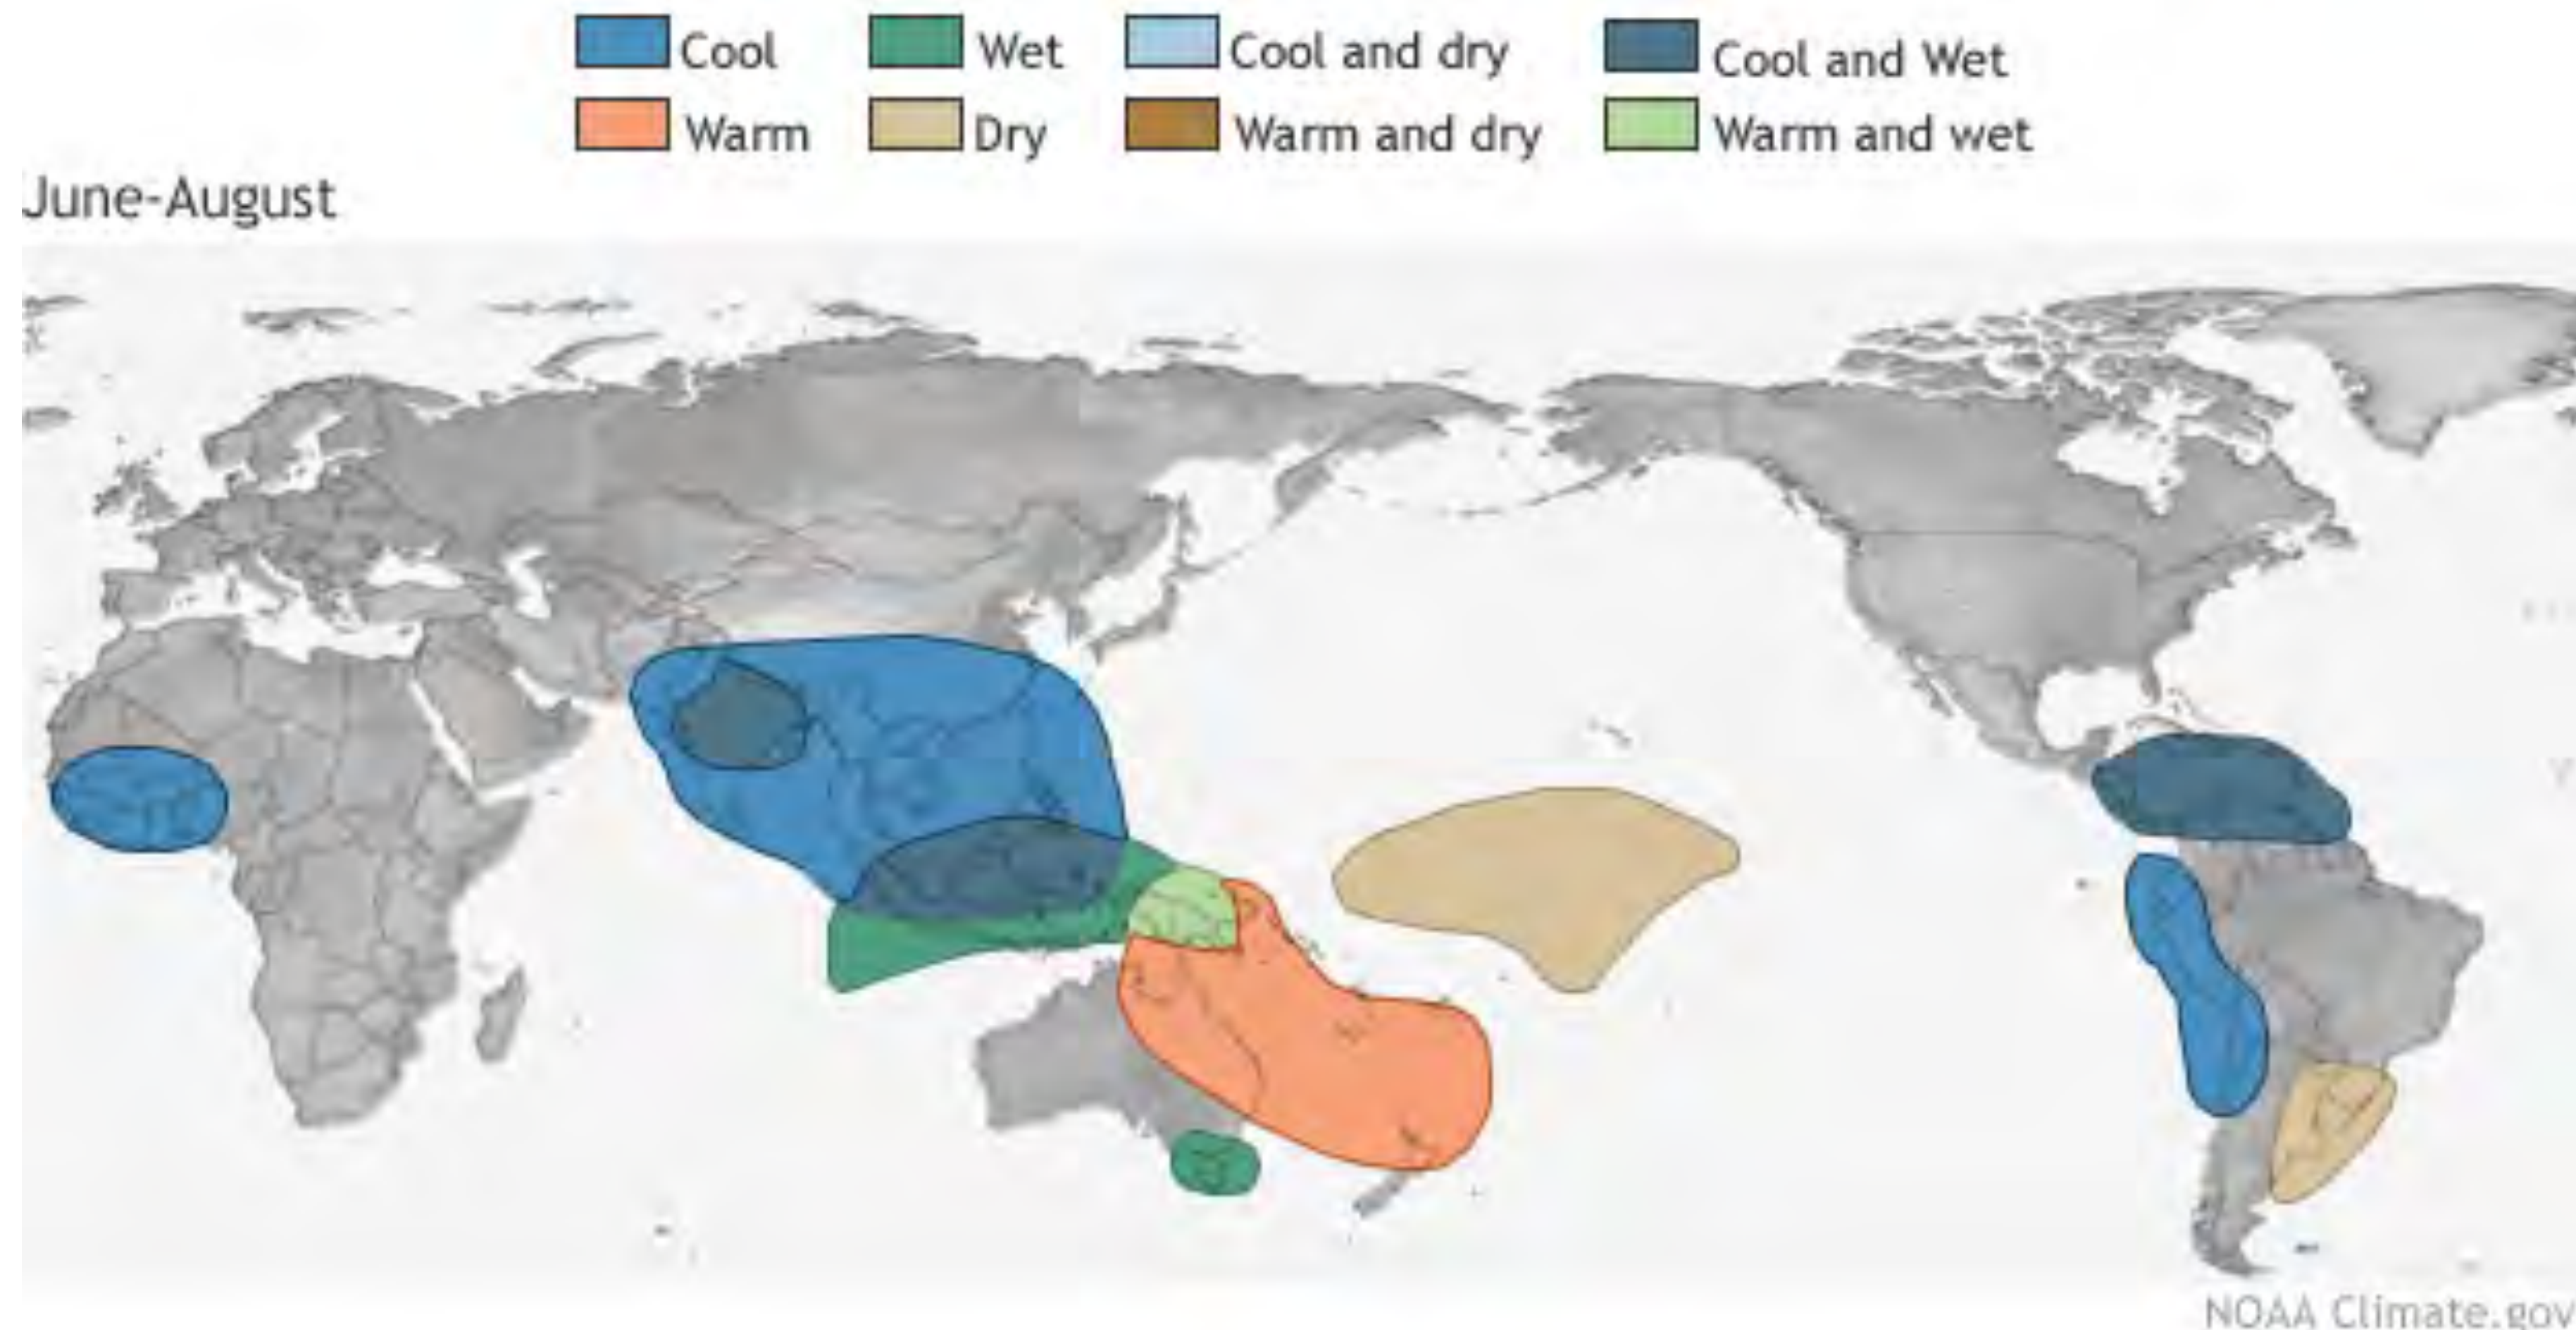 Cool Wet Cool and dry Cool and Wet
Warm Dry Warm and dry Warm and wet
June-August
NOAA Climate.gov